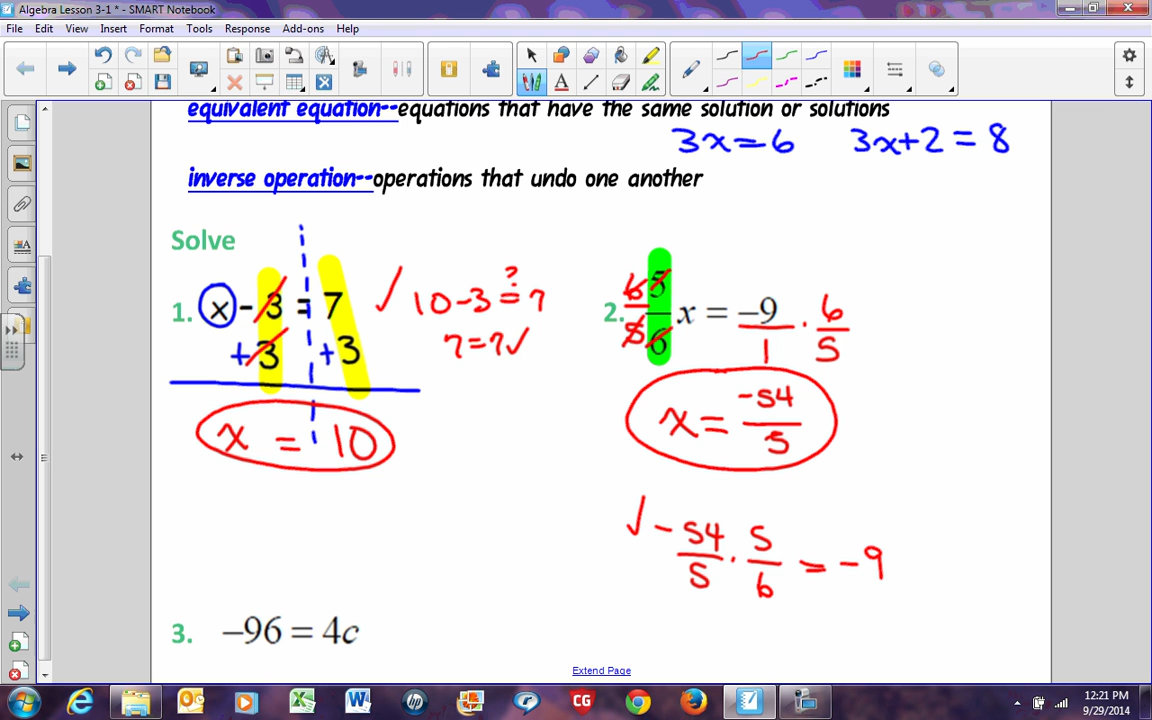 Algebra Lesson 3-1 * - SMART Notebook
File Edit View Insert Format Tools Response Add-ons Help
equivalent equation--equations that have the same solution or solutions
3x=6 3x+2=8
inverse operation--operations that undo one another
Solve
1. x-3=7
+3 +3
x = 10
✓ 10-3 ?= 7
7=7✓
2. 6/5 5/6 x = -9/1 · 6/5
x = -54/5
✓ -54/5 · 5/6 = -9
3. -96 = 4c
Extend Page
12:21 PM
9/29/2014